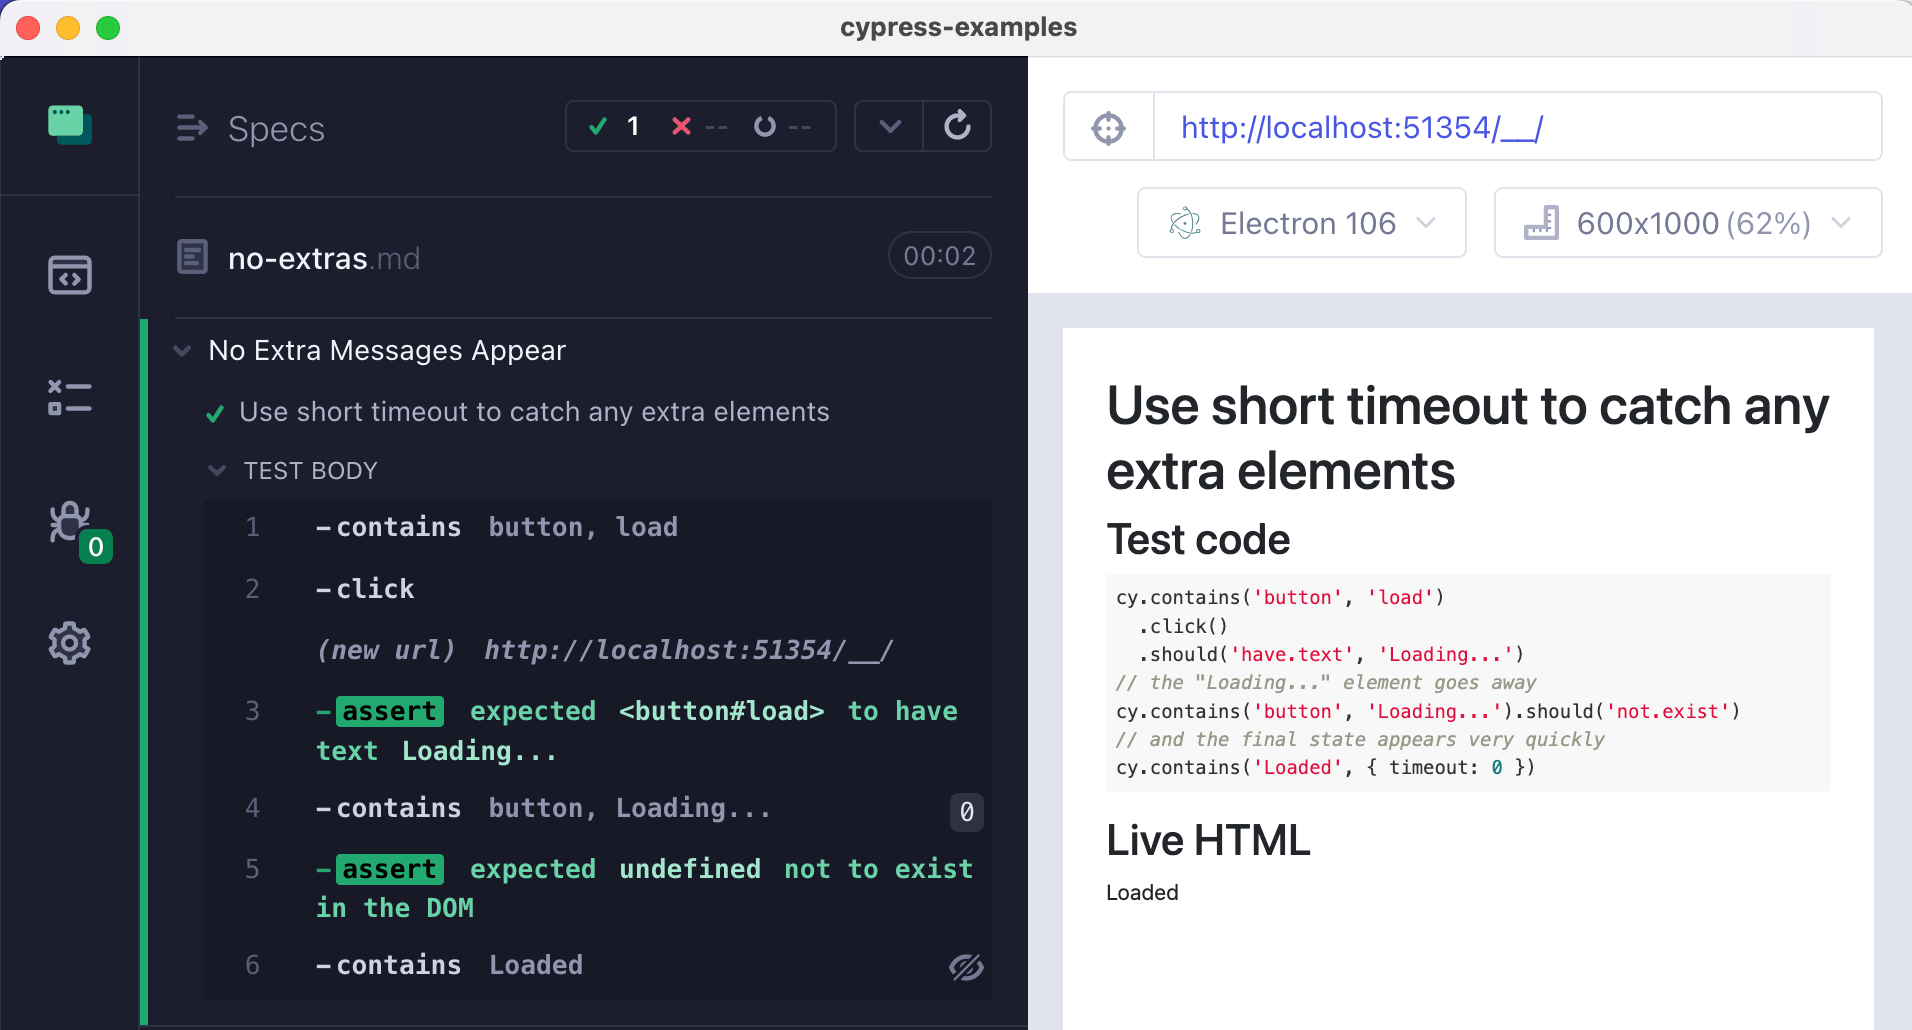 cypress-examples
Specs
1 -- --
no-extras.md
00:02
No Extra Messages Appear
Use short timeout to catch any extra elements
TEST BODY
1 -contains button, load
2 -click
(new url) http://localhost:51354/__/
3 -assert expected <button#load> to have
text Loading...
4 -contains button, Loading... 0
5 -assert expected undefined not to exist
in the DOM
6 -contains Loaded
0
http://localhost:51354/__/
Electron 106
600x1000 (62%)
Use short timeout to catch any
extra elements
Test code
cy.contains('button', 'load')
.click()
.should('have.text', 'Loading...')
// the "Loading..." element goes away
cy.contains('button', 'Loading...').should('not.exist')
// and the final state appears very quickly
cy.contains('Loaded', { timeout: 0 })
Live HTML
Loaded